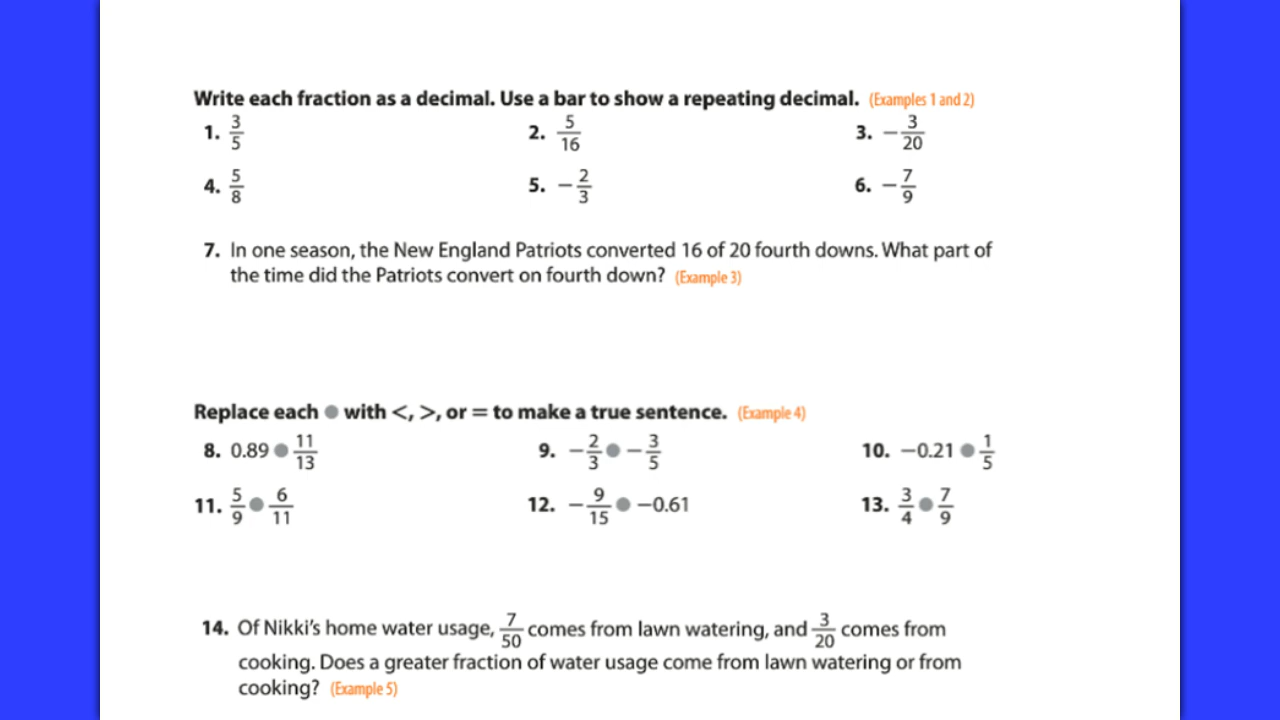 Write each fraction as a decimal. Use a bar to show a repeating decimal. (Examples 1 and 2)
1. 3/5 2. 5/16 3. −3/20
4. 5/8 5. −2/3 6. −7/9
7. In one season, the New England Patriots converted 16 of 20 fourth downs. What part of
the time did the Patriots convert on fourth down? (Example 3)
Replace each ● with <, >, or = to make a true sentence. (Example 4)
8. 0.89 ● 11/13 9. −2/3 ● −3/5 10. −0.21 ● 1/5
11. 5/9 ● 6/11 12. −9/15 ● −0.61 13. 3/4 ● 7/9
14. Of Nikki's home water usage, 7/50 comes from lawn watering, and 3/20 comes from
cooking. Does a greater fraction of water usage come from lawn watering or from
cooking? (Example 5)